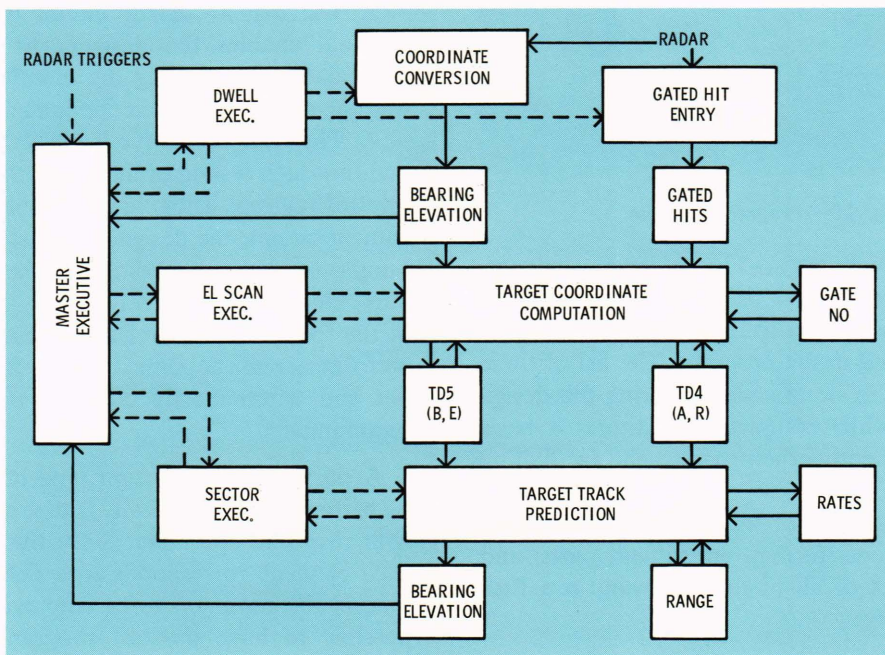 RADAR TRIGGERS
COORDINATE
CONVERSION
RADAR
DWELL
EXEC.
GATED HIT
ENTRY
MASTER
EXECUTIVE
BEARING
ELEVATION
GATED
HITS
EL SCAN
EXEC.
TARGET COORDINATE
COMPUTATION
GATE
NO
TD5
(B, E)
TD4
(A, R)
SECTOR
EXEC.
TARGET TRACK
PREDICTION
RATES
BEARING
ELEVATION
RANGE